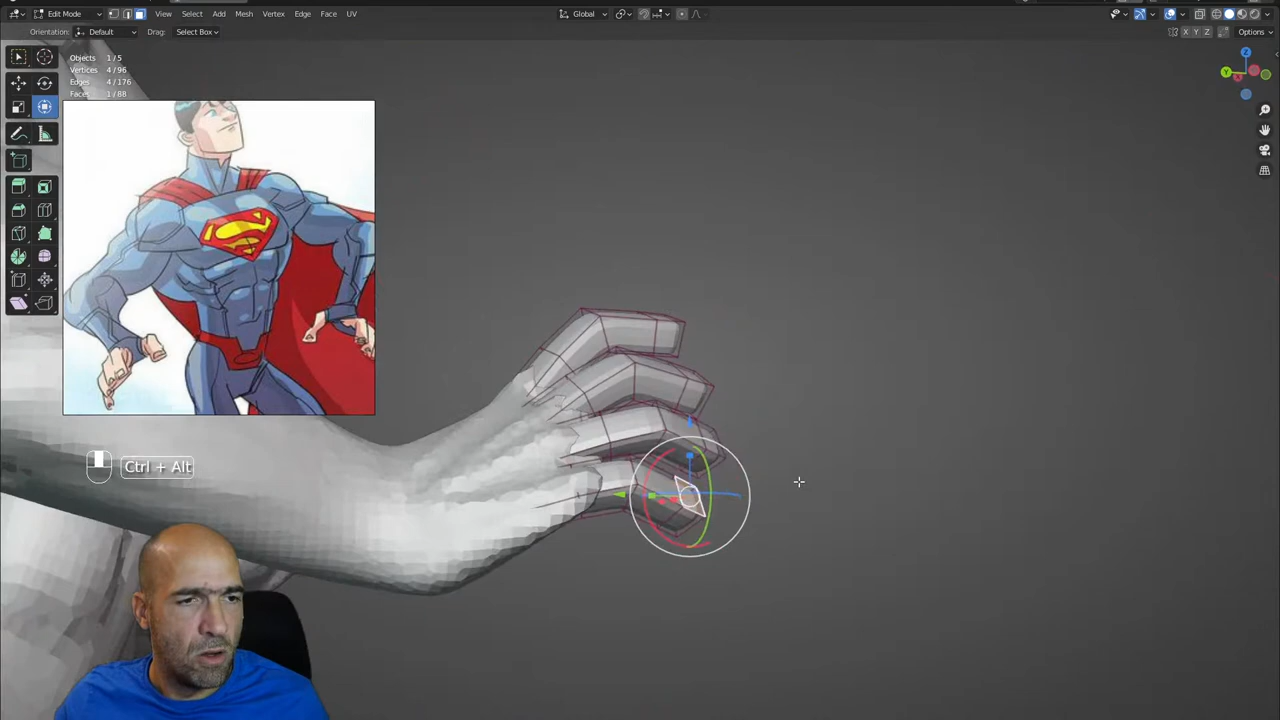 Edit Mode View Select Add Mesh Vertex Edge Face UV Global
Orientation: Default Drag: Select Box X Y Z Options
Objects 1/5
Vertices 4/96
Edges 4/176
Faces 1/88
Z
Y
X
S
Ctrl + Alt